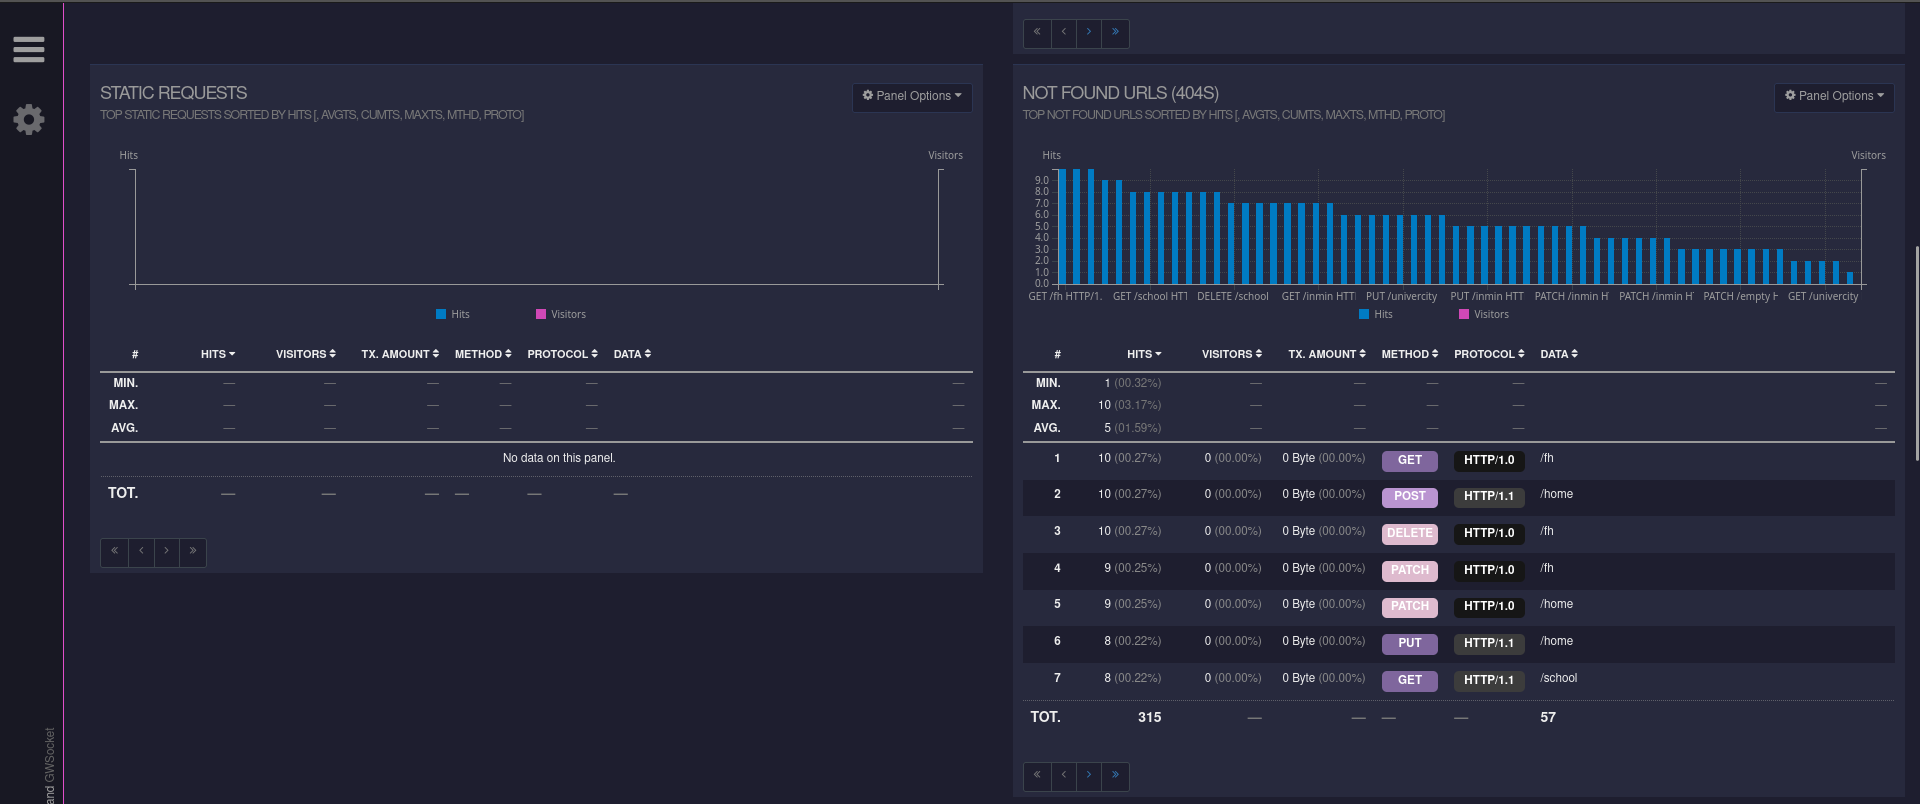 « ‹ › »
STATIC REQUESTS
Panel Options
TOP STATIC REQUESTS SORTED BY HITS [, AVGTS, CUMTS, MAXTS, MTHD, PROTO]
Hits Visitors
Hits Visitors
# HITS VISITORS TX. AMOUNT METHOD PROTOCOL DATA
MIN. — — — — — —
MAX. — — — — — —
AVG. — — — — — —
No data on this panel.
TOT. — — — — — —
« ‹ › »
NOT FOUND URLS (404S)
Panel Options
TOP NOT FOUND URLS SORTED BY HITS [, AVGTS, CUMTS, MAXTS, MTHD, PROTO]
Hits Visitors
9.0
8.0
7.0
6.0
5.0
4.0
3.0
2.0
1.0
0.0
GET /fh HTTP/1. GET /school HTT DELETE /school GET /inmin HTT PUT /univercity PUT /inmin HTT PATCH /inmin H PATCH /inmin H PATCH /empty H GET /univercity
Hits Visitors
# HITS VISITORS TX. AMOUNT METHOD PROTOCOL DATA
MIN. 1 (00.32%) — — — — —
MAX. 10 (03.17%) — — — — —
AVG. 5 (01.59%) — — — — —
1 10 (00.27%) 0 (00.00%) 0 Byte (00.00%) GET HTTP/1.0 /fh
2 10 (00.27%) 0 (00.00%) 0 Byte (00.00%) POST HTTP/1.1 /home
3 10 (00.27%) 0 (00.00%) 0 Byte (00.00%) DELETE HTTP/1.0 /fh
4 9 (00.25%) 0 (00.00%) 0 Byte (00.00%) PATCH HTTP/1.0 /fh
5 9 (00.25%) 0 (00.00%) 0 Byte (00.00%) PATCH HTTP/1.0 /home
6 8 (00.22%) 0 (00.00%) 0 Byte (00.00%) PUT HTTP/1.1 /home
7 8 (00.22%) 0 (00.00%) 0 Byte (00.00%) GET HTTP/1.1 /school
TOT. 315 — — — — 57
« ‹ › »
and GWSocket